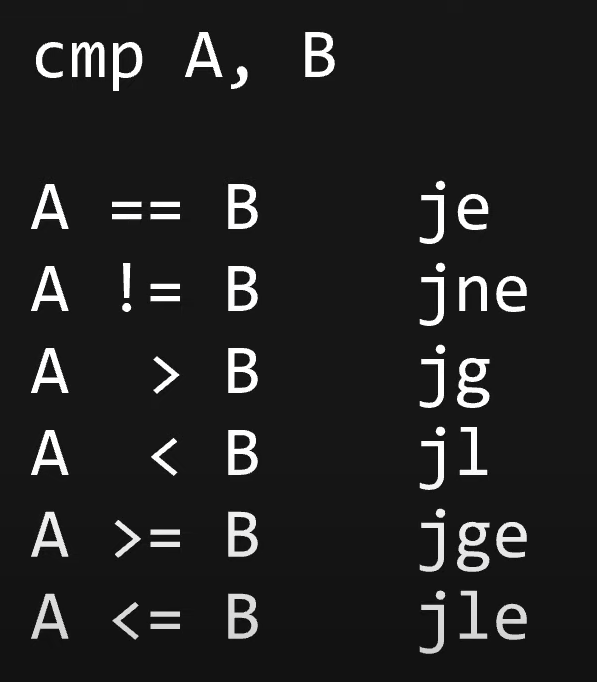 cmp A, B
A == B je
A != B jne
A > B jg
A < B jl
A >= B jge
A <= B jle